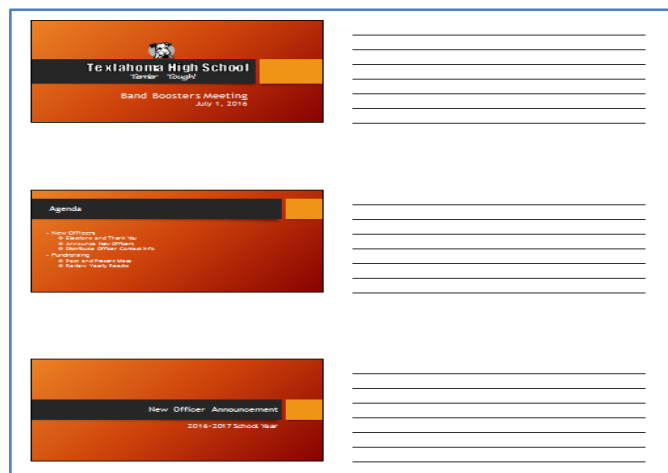 Texlahoma High School
Terrier Tough!
Band Boosters Meeting
July 1, 2016
Agenda
- New Officers
❖ Elections and Thank You
❖ Announce New Officers
❖ Distribute Officer Contact Info
- Fundraising
❖ Past and Present Ideas
❖ Review Yearly Results
New Officer Announcement
2016-2017 School Year